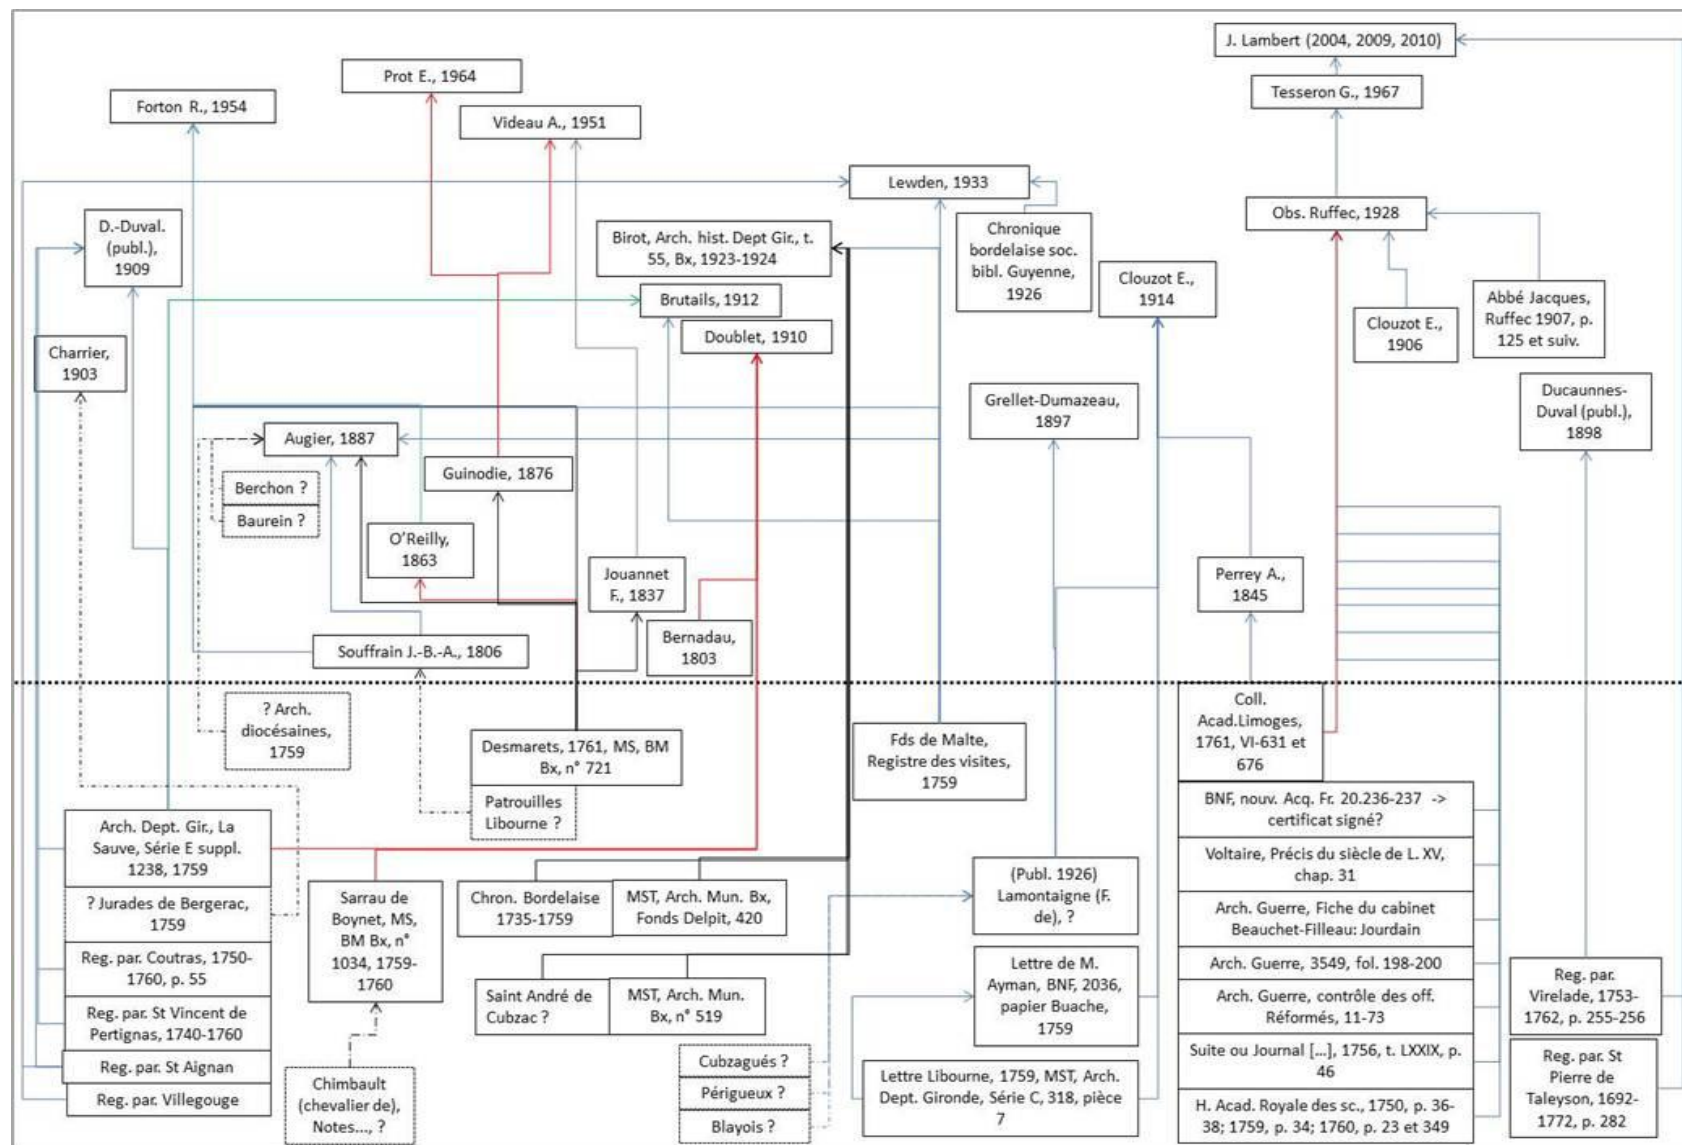 J. Lambert (2004, 2009, 2010)
Prot E., 1964
Tesseron G., 1967
Forton R., 1954
Videau A., 1951
Lewden, 1933
D.-Duval.
(publ.),
1909
Birot, Arch. hist. Dept Gir., t.
55, Bx, 1923-1924
Chronique
bordelaise soc.
bibl. Guyenne,
1926
Obs. Ruffec, 1928
Clouzot E.,
1914
Brutails, 1912
Abbé Jacques,
Ruffec 1907, p.
125 et suiv.
Clouzot E.,
1906
Doublet, 1910
Charrier,
1903
Grellet-Dumazeau,
1897
Ducaunnes-
Duval (publ.),
1898
Augier, 1887
Guinodie, 1876
Berchon ?
Baurein ?
O'Reilly,
1863
Jouannet
F., 1837
Perrey A.,
1845
Bernadau,
1803
Souffrain J.-B.-A., 1806
? Arch.
diocésaines,
1759
Desmarets, 1761, MS, BM
Bx, n° 721
Patrouilles
Libourne ?
Fds de Malte,
Registre des visites,
1759
Coll.
Acad.Limoges,
1761, VI-631 et
676
BNF, nouv. Acq. Fr. 20.236-237 ->
certificat signé?
Voltaire, Précis du siècle de L. XV,
chap. 31
Arch. Guerre, Fiche du cabinet
Beauchet-Filleau: Jourdain
Arch. Guerre, 3549, fol. 198-200
Arch. Guerre, contrôle des off.
Réformés, 11-73
Suite ou Journal [...], 1756, t. LXXIX, p.
46
H. Acad. Royale des sc., 1750, p. 36-
38; 1759, p. 34; 1760, p. 23 et 349
Arch. Dept. Gir., La
Sauve, Série E suppl.
1238, 1759
? Jurades de Bergerac,
1759
Reg. par. Coutras, 1750-
1760, p. 55
Reg. par. St Vincent de
Pertignas, 1740-1760
Reg. par. St Aignan
Reg. par. Villegouge
Sarrau de
Boynet, MS,
BM Bx, n°
1034, 1759-
1760
Chimbault
(chevalier de),
Notes..., ?
Chron. Bordelaise
1735-1759
MST, Arch. Mun. Bx,
Fonds Delpit, 420
Saint André de
Cubzac ?
MST, Arch. Mun.
Bx, n° 519
(Publ. 1926)
Lamontaigne (F.
de), ?
Lettre de M.
Ayman, BNF, 2036,
papier Buache,
1759
Cubzagués ?
Périgueux ?
Blayois ?
Lettre Libourne, 1759, MST, Arch.
Dept. Gironde, Série C, 318, pièce
7
Reg. par.
Virelade, 1753-
1762, p. 255-256
Reg. par. St
Pierre de
Taleyson, 1692-
1772, p. 282